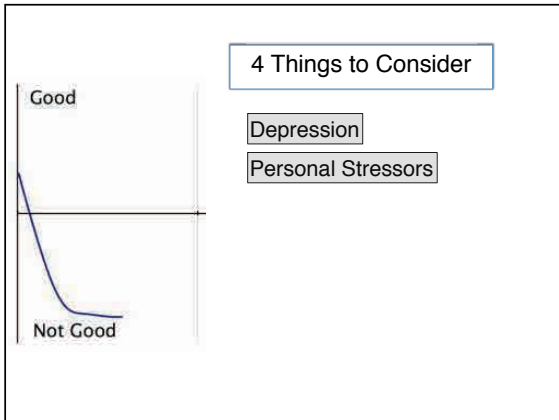 4 Things to Consider
Good
Depression
Personal Stressors
Not Good